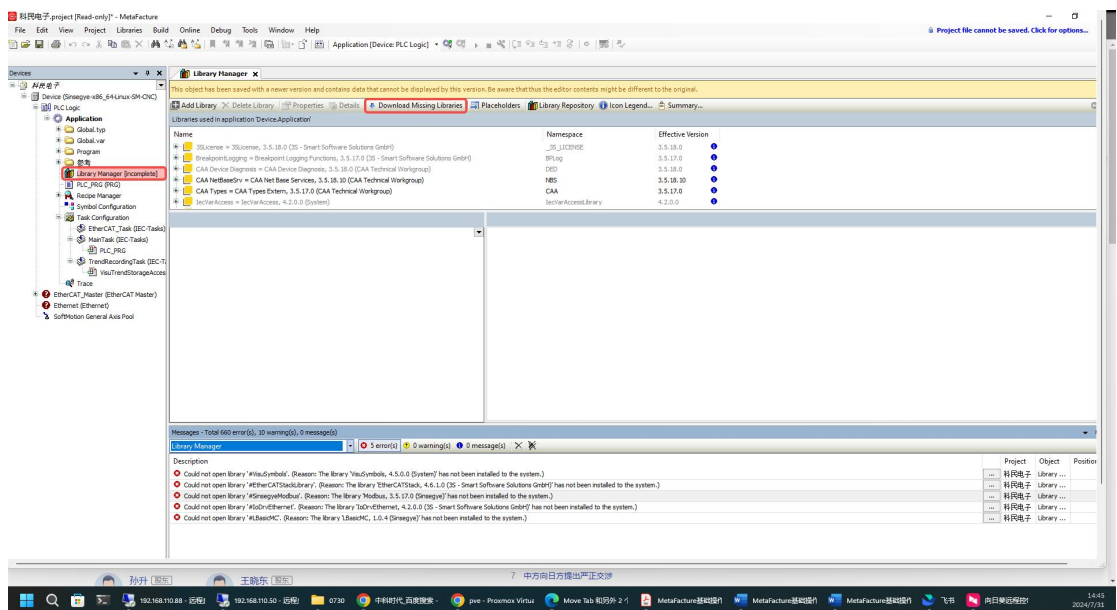 科民电子.project [Read-only]* - MetaFacture
File Edit View Project Libraries Build Online Debug Tools Window Help
Project file cannot be saved. Click for options...
Application [Device: PLC Logic]
Devices
科民电子
Device (Sinsegye-x86_64-Linux-SM-CNC)
PLC Logic
Application
Global.typ
Global.var
Program
参考
Library Manager [incomplete]
PLC_PRG (PRG)
Recipe Manager
Symbol Configuration
Task Configuration
EtherCAT_Task (IEC-Tasks)
MainTask (IEC-Tasks)
PLC_PRG
TrendRecordingTask (IEC-Ta
VisuTrendStorageAcces
Trace
EtherCAT_Master (EtherCAT Master)
Ethernet (Ethernet)
SoftMotion General Axis Pool
Library Manager
This object has been saved with a newer version and contains data that cannot be displayed by this version. Be aware that thus the editor contents might be different to the original.
Add Library Delete Library Properties Details Download Missing Libraries Placeholders Library Repository Icon Legend... Summary...
Libraries used in application 'Device.Application'
Name Namespace Effective Version
3SLicense = 3SLicense, 3.5.18.0 (3S - Smart Software Solutions GmbH) _3S_LICENSE 3.5.18.0
BreakpointLogging = Breakpoint Logging Functions, 3.5.17.0 (3S - Smart Software Solutions GmbH) BPLog 3.5.17.0
CAA Device Diagnosis = CAA Device Diagnosis, 3.5.18.0 (CAA Technical Workgroup) DED 3.5.18.0
CAA NetBaseSrv = CAA Net Base Services, 3.5.18.10 (CAA Technical Workgroup) NBS 3.5.18.10
CAA Types = CAA Types Extern, 3.5.17.0 (CAA Technical Workgroup) CAA 3.5.17.0
IecVarAccess = IecVarAccess, 4.2.0.0 (System) IecVarAccessLibrary 4.2.0.0
Messages - Total 660 error(s), 10 warning(s), 0 message(s)
Library Manager 5 error(s) 0 warning(s) 0 message(s)
Description Project Object Position
Could not open library '#VisuSymbols'. (Reason: The library 'VisuSymbols, 4.5.0.0 (System)' has not been installed to the system.) ... 科民电子 Library ...
Could not open library '#EtherCATStackLibrary'. (Reason: The library 'EtherCATStack, 4.6.1.0 (3S - Smart Software Solutions GmbH)' has not been installed to the system.) ... 科民电子 Library ...
Could not open library '#SinsegyeModbus'. (Reason: The library 'Modbus, 3.5.17.0 (Sinsegye)' has not been installed to the system.) ... 科民电子 Library ...
Could not open library '#IoDrvEthernet'. (Reason: The library 'IoDrvEthernet, 4.2.0.0 (3S - Smart Software Solutions GmbH)' has not been installed to the system.) ... 科民电子 Library ...
Could not open library '#LBasicMC'. (Reason: The library 'LBasicMC, 1.0.4 (Sinsegye)' has not been installed to the system.) ... 科民电子 Library ...
孙升 股东 王晓东 股东 7 中方向日方提出严正交涉
192.168.110.88 - 远程 192.168.110.50 - 远程 0730 中科时代_百度搜索 - pve - Proxmox Virtua Move Tab 和另外 2 个 MetaFacture基础操作 MetaFacture基础操作 MetaFacture基础操作 飞书 向日葵远程控
14:45